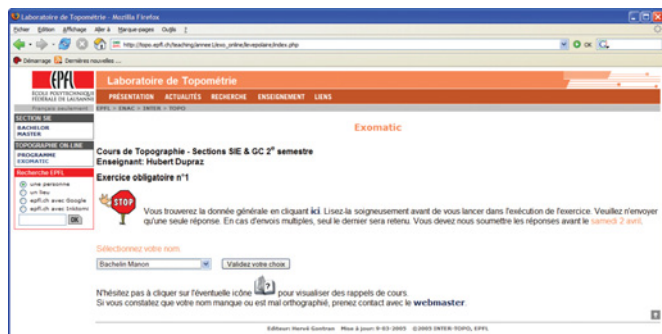 Laboratoire de Topométrie - Mozilla Firefox
Fichier Edition Affichage Aller à Marque-pages Outils ?
http://topo.epfl.ch/teaching/annee1/exo_online/levepolaire/index.php
OK
Démarrage Dernières nouvelles ...
EPFL
ÉCOLE POLYTECHNIQUE
FÉDÉRALE DE LAUSANNE
Laboratoire de Topométrie
PRÉSENTATION ACTUALITÉS RECHERCHE ENSEIGNEMENT LIENS
Français seulement
EPFL > ENAC > INTER > TOPO
SECTION SIE
BACHELOR
MASTER
TOPOGRAPHIE ON-LINE
PROGRAMME
EXOMATIC
Recherche EPFL
une personne
un lieu
epfl.ch avec Google
epfl.ch avec Inktomi
OK
Exomatic
Cours de Topographie - Sections SIE & GC 2e semestre
Enseignant: Hubert Dupraz
Exercice obligatoire n°1
STOP
Vous trouverez la donnée générale en cliquant ici. Lisez-la soigneusement avant de vous lancer dans l'exécution de l'exercice. Veuillez n'envoyer
qu'une seule réponse. En cas d'envois multiples, seul le dernier sera retenu. Vous devez nous soumettre les réponses avant le samedi 2 avril.
Sélectionnez votre nom:
Bachelin Manon
Validez votre choix
N'hésitez pas à cliquer sur l'éventuelle icône ? pour visualiser des rappels de cours.
Si vous constatez que votre nom manque ou est mal orthographié, prenez contact avec le webmaster.
Editeur: Hervé Gontran Mise à jour: 9-03-2005 ©2005 INTER-TOPO, EPFL